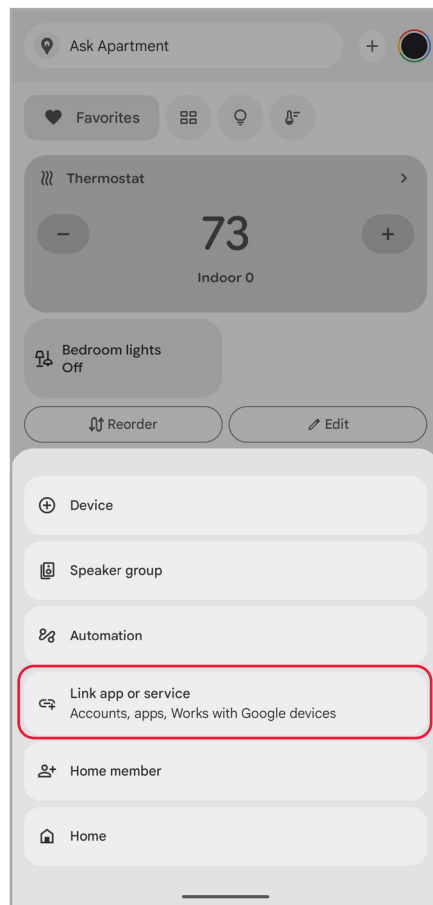 Ask Apartment
Favorites
Thermostat
73
Indoor 0
Bedroom lights
Off
Reorder
Edit
Device
Speaker group
Automation
Link app or service
Accounts, apps, Works with Google devices
Home member
Home